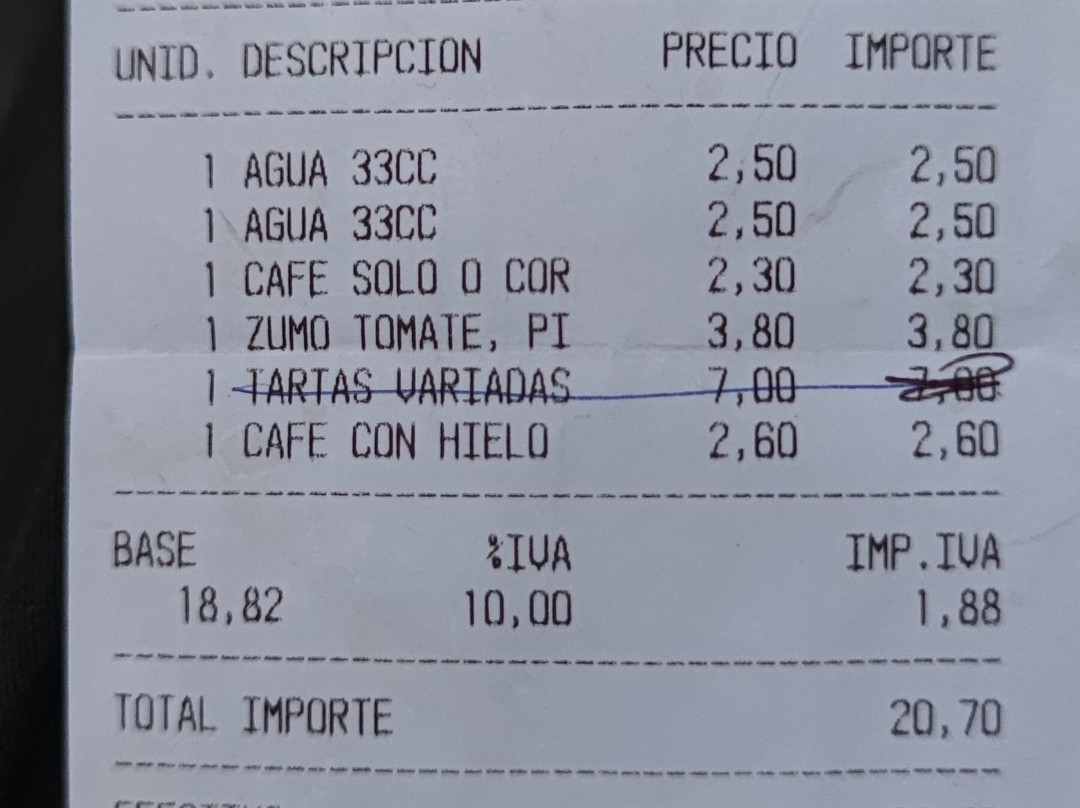 UNID. DESCRIPCION PRECIO IMPORTE
1 AGUA 33CC 2,50 2,50
1 AGUA 33CC 2,50 2,50
1 CAFE SOLO O COR 2,30 2,30
1 ZUMO TOMATE, PI 3,80 3,80
1 TARTAS VARIADAS 7,00 7,00
1 CAFE CON HIELO 2,60 2,60
BASE %IVA IMP.IVA
18,82 10,00 1,88
TOTAL IMPORTE 20,70